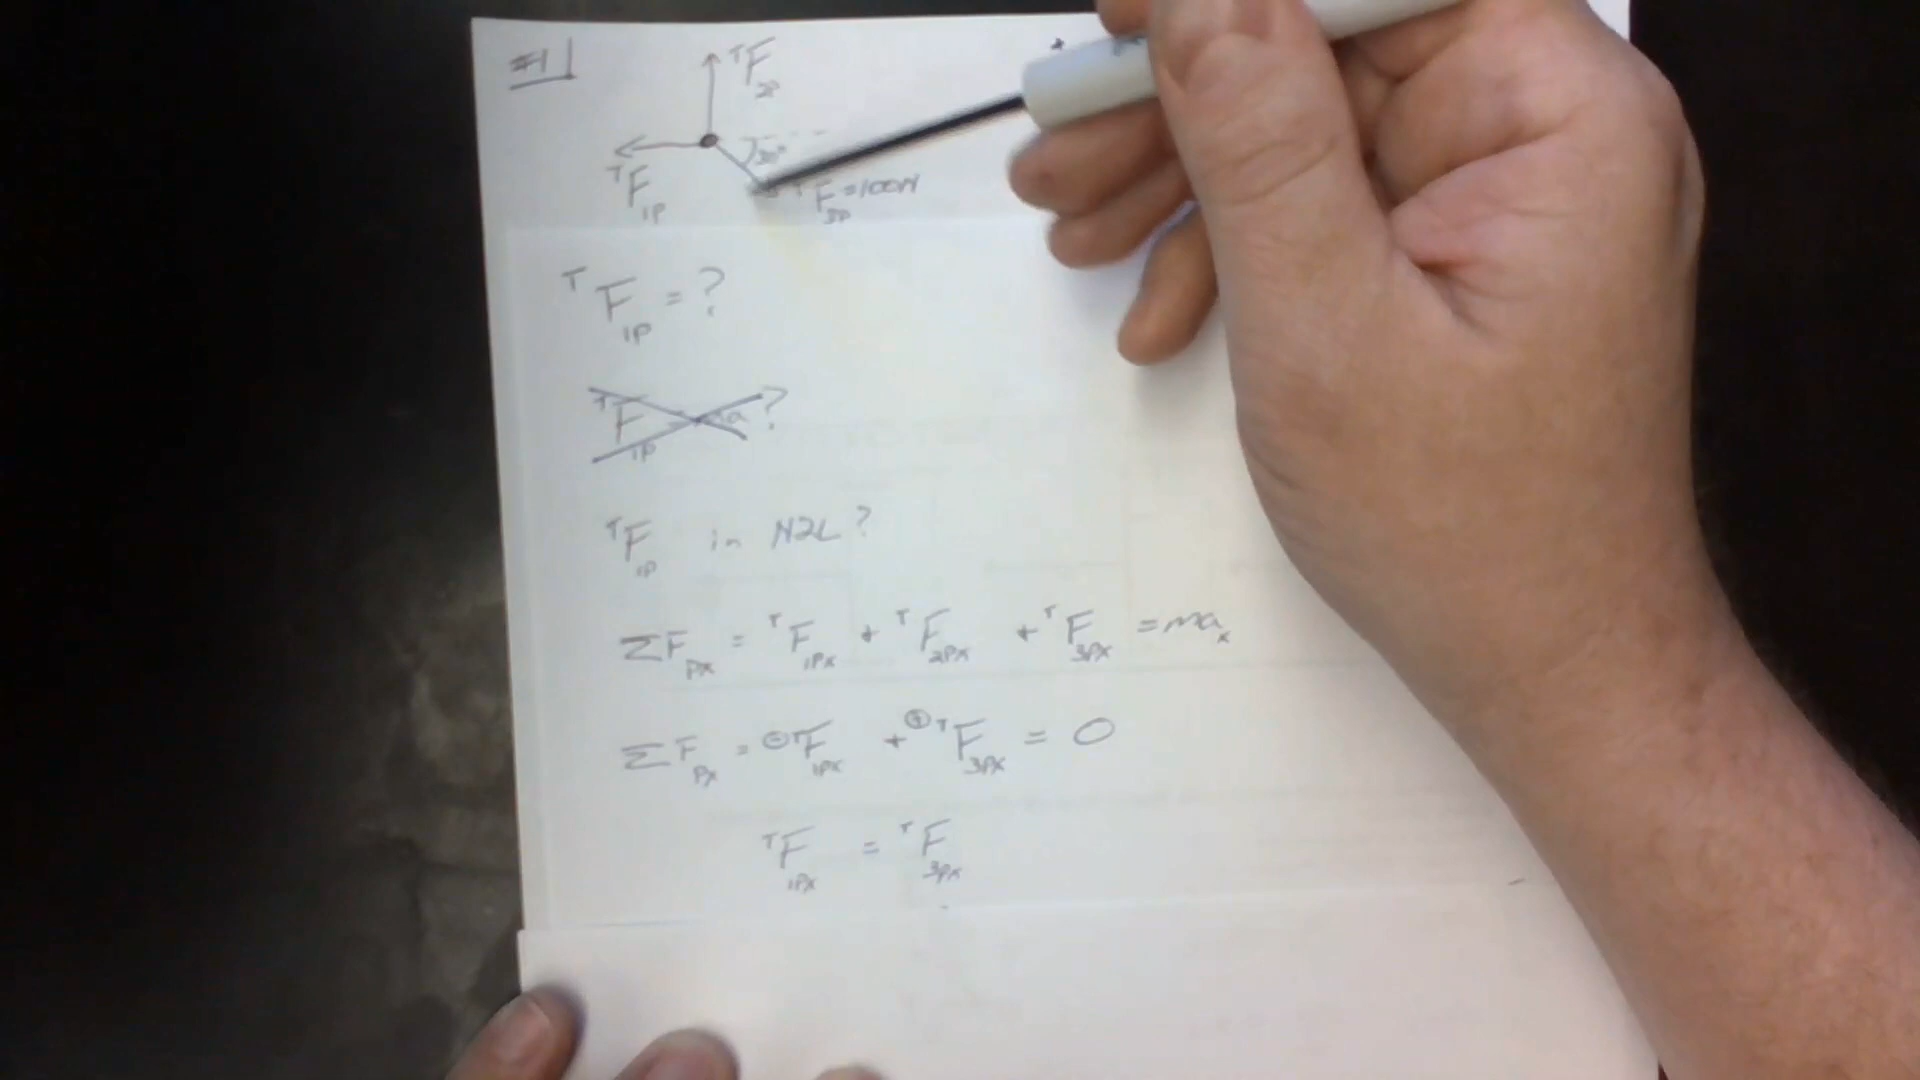 #1
TF2P
30°
TF1P
TF3P = 100N
TF1P = ?
TF1P = ma ?
TF1P in N2L ?
ΣFPX = TF1PX + TF2PX + TF3PX = max
ΣFPX = ⊖TF1PX + ⊕TF3PX = 0
TF1PX = TF3PX